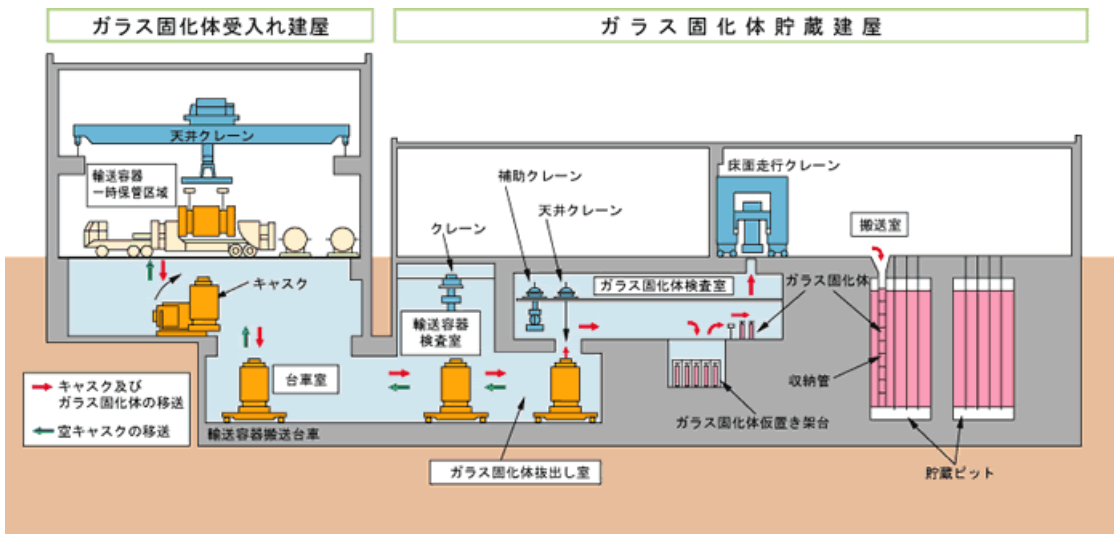 ガラス固化体受入れ建屋
ガラス固化体貯蔵建屋
天井クレーン
輸送容器
一時保管区域
キャスク
台車室
輸送容器搬送台車
キャスク及び
ガラス固化体の移送
空キャスクの移送
クレーン
輸送容器
検査室
補助クレーン
天井クレーン
ガラス固化体検査室
床面走行クレーン
搬送室
ガラス固化体
収納管
ガラス固化体仮置き架台
ガラス固化体抜出し室
貯蔵ピット